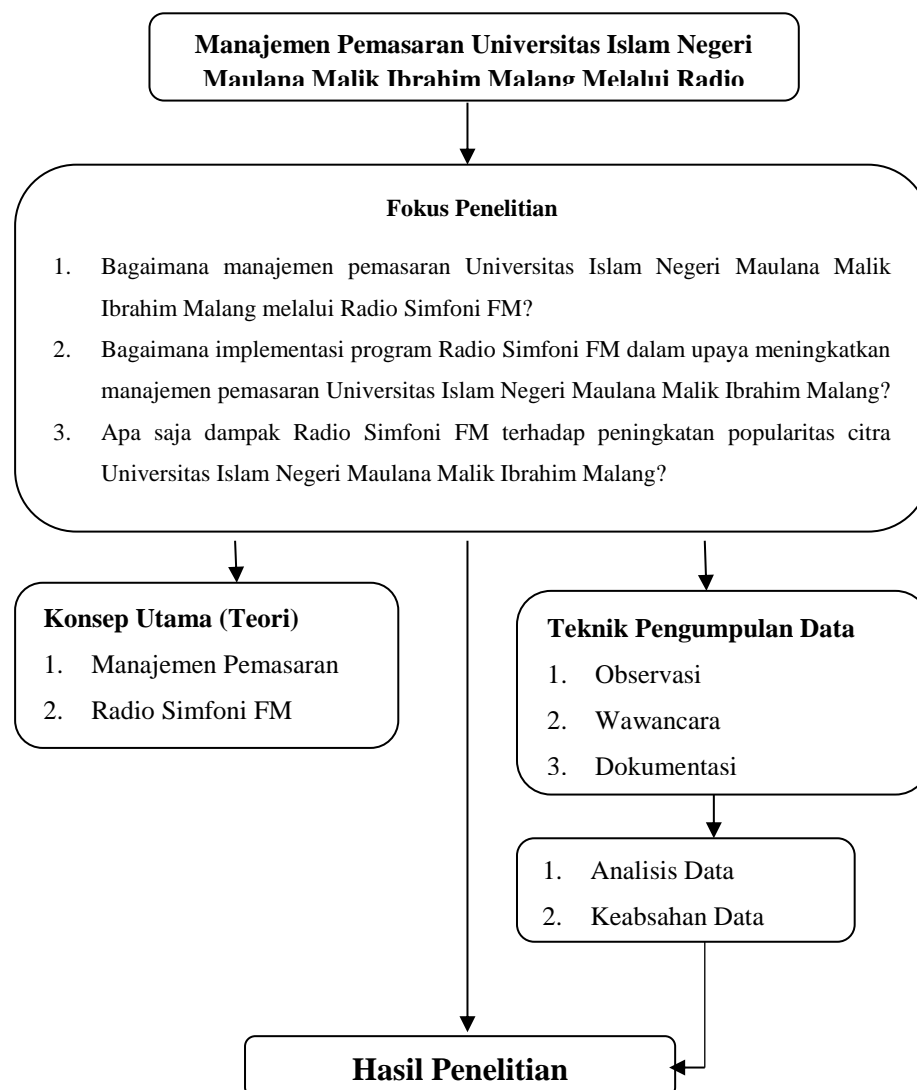 Manajemen Pemasaran Universitas Islam Negeri
Maulana Malik Ibrahim Malang Melalui Radio
Fokus Penelitian
1. Bagaimana manajemen pemasaran Universitas Islam Negeri Maulana Malik
Ibrahim Malang melalui Radio Simfoni FM?
2. Bagaimana implementasi program Radio Simfoni FM dalam upaya meningkatkan
manajemen pemasaran Universitas Islam Negeri Maulana Malik Ibrahim Malang?
3. Apa saja dampak Radio Simfoni FM terhadap peningkatan popularitas citra
Universitas Islam Negeri Maulana Malik Ibrahim Malang?
Konsep Utama (Teori)
1. Manajemen Pemasaran
2. Radio Simfoni FM
Teknik Pengumpulan Data
1. Observasi
2. Wawancara
3. Dokumentasi
1. Analisis Data
2. Keabsahan Data
Hasil Penelitian